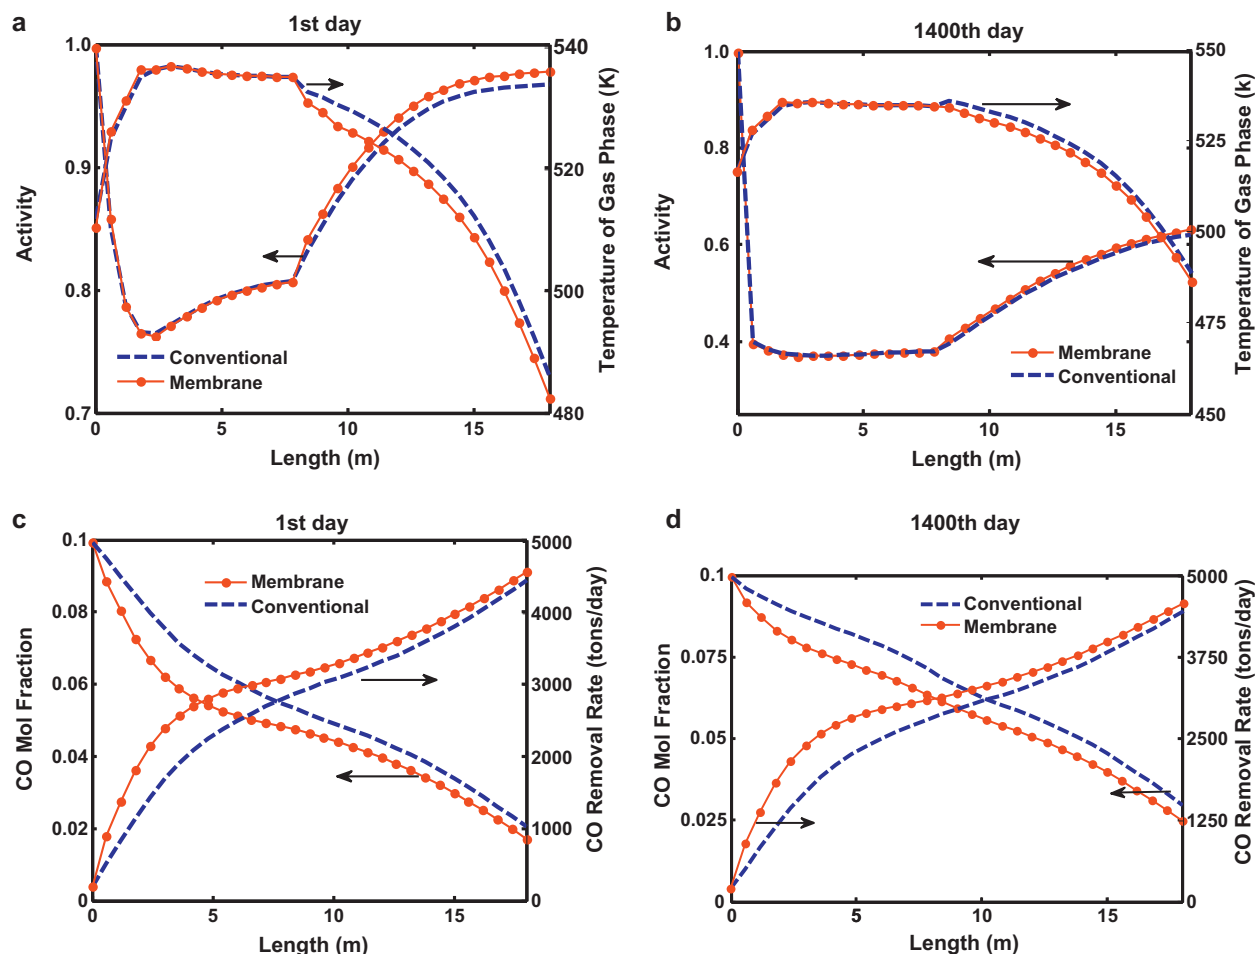 a
1st day
1.0
0.9
0.8
0.7
Activity
540
520
500
480
Temperature of Gas Phase (K)
Conventional
Membrane
0
5
10
15
Length (m)
b
1400th day
1.0
0.8
0.6
0.4
Activity
550
525
500
475
450
Temperature of Gas Phase (k)
Membrane
Conventional
0
5
10
15
Length (m)
c
1st day
0.1
0.08
0.06
0.04
0.02
0
CO Mol Fraction
5000
4000
3000
2000
1000
0
CO Removal Rate (tons/day)
Membrane
Conventional
0
5
10
15
Length (m)
d
1400th day
0.1
0.075
0.05
0.025
0
CO Mol Fraction
5000
3750
2500
1250
0
CO Removal Rate (tons/day)
Conventional
Membrane
0
5
10
15
Length (m)